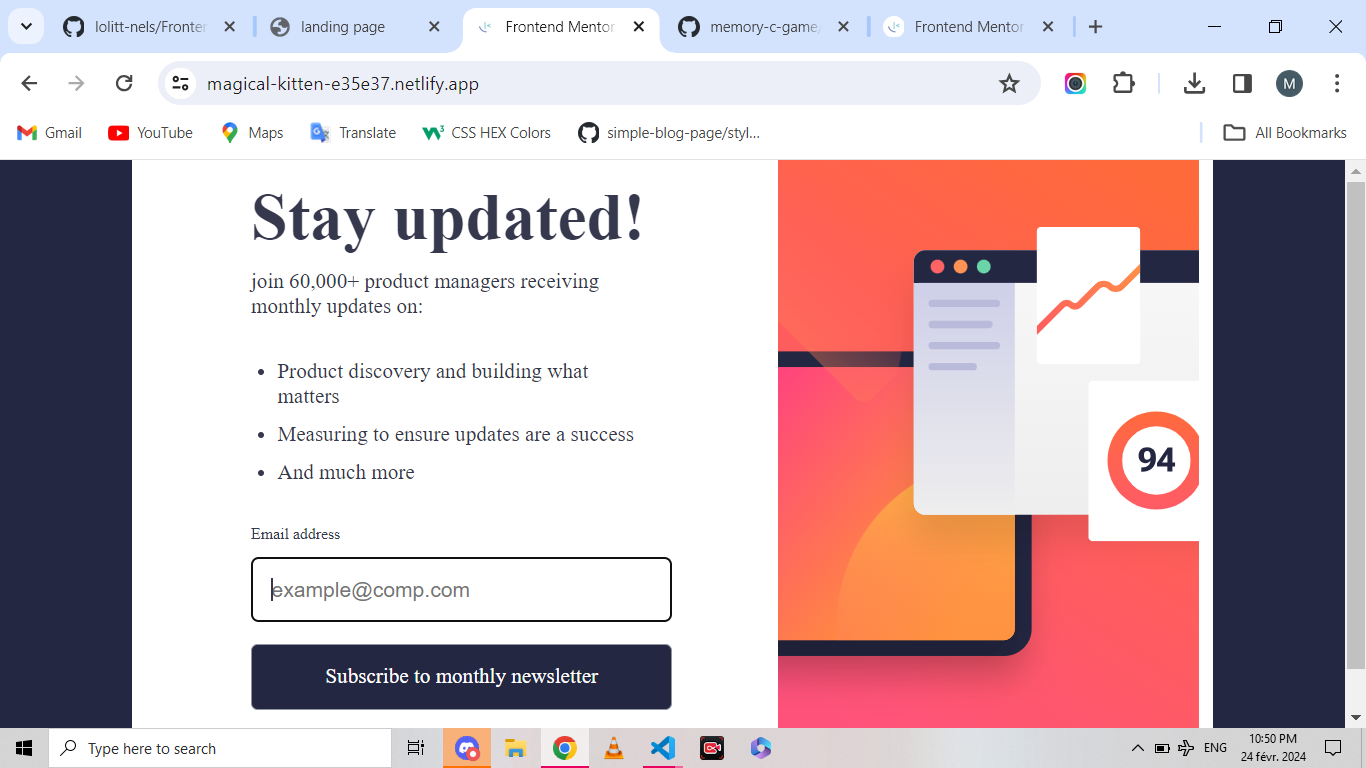 lolitt-nels/Fronter
landing page
Frontend Mentor
memory-c-game/
Frontend Mentor
magical-kitten-e35e37.netlify.app
M
Gmail
YouTube
Maps
Translate
CSS HEX Colors
simple-blog-page/styl...
All Bookmarks
Stay updated!
join 60,000+ product managers receiving
monthly updates on:
• Product discovery and building what
matters
• Measuring to ensure updates are a success
• And much more
Email address
example@comp.com
Subscribe to monthly newsletter
94
Type here to search
ENG
10:50 PM
24 févr. 2024